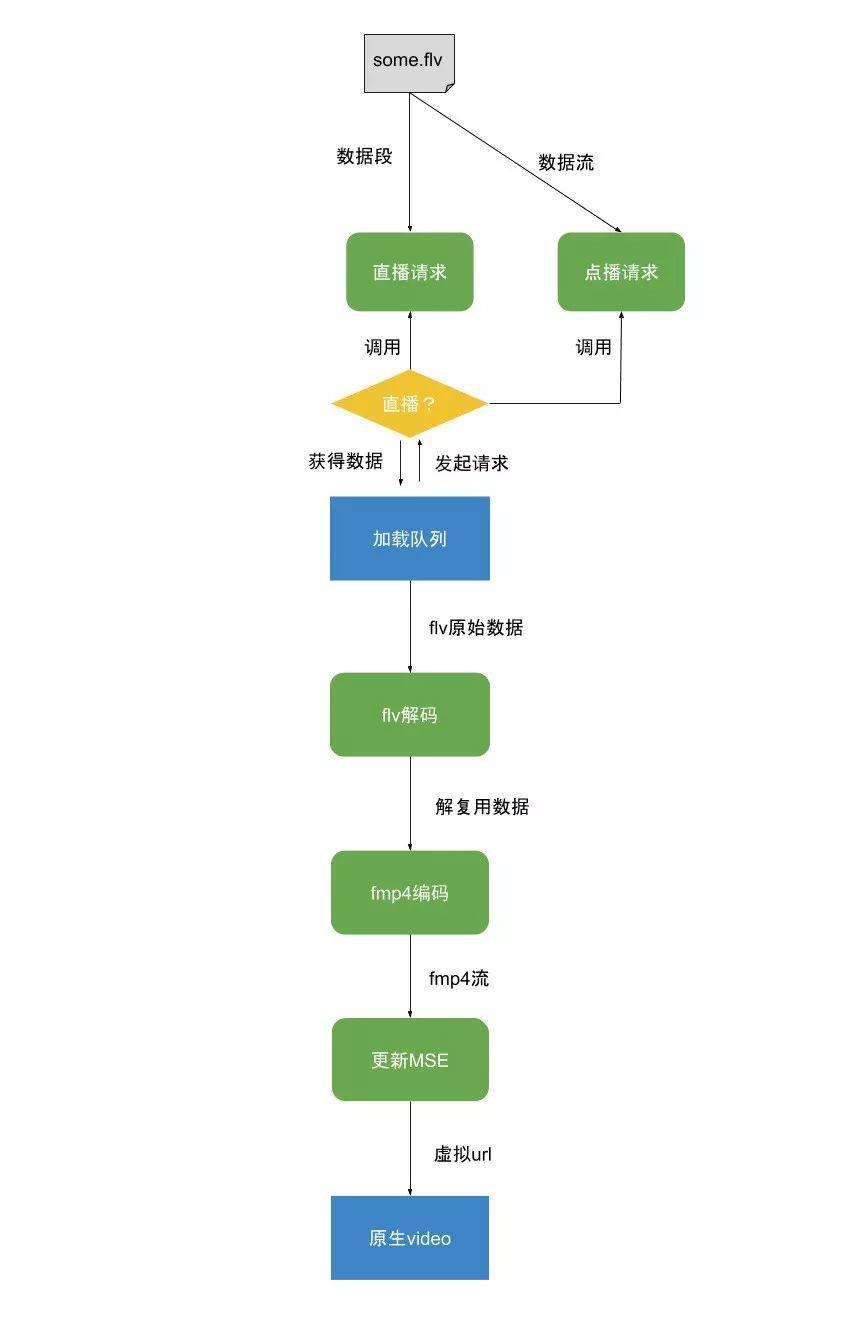 some.flv
数据段
数据流
直播请求
点播请求
调用
调用
直播？
获得数据
发起请求
加载队列
flv原始数据
flv解码
解复用数据
fmp4编码
fmp4流
更新MSE
虚拟url
原生video